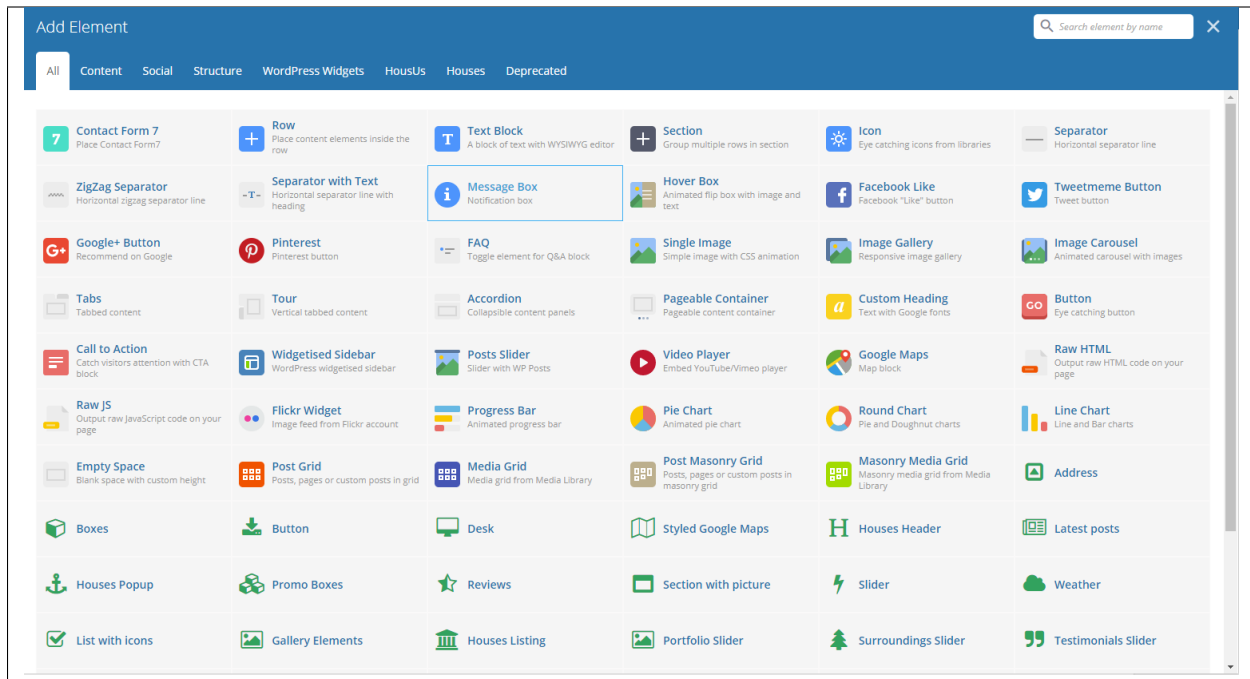 Add Element
Search element by name
All
Content
Social
Structure
WordPress Widgets
HousUs
Houses
Deprecated
7
Contact Form 7
Place Contact Form7
Row
Place content elements inside the
row
T
Text Block
A block of text with WYSIWYG editor
Section
Group multiple rows in section
Icon
Eye catching icons from libraries
Separator
Horizontal separator line
ZigZag Separator
Horizontal zigzag separator line
-T-
Separator with Text
Horizontal separator line with
heading
i
Message Box
Notification box
Hover Box
Animated flip box with image and
text
f
Facebook Like
Facebook "Like" button
Tweetmeme Button
Tweet button
G+
Google+ Button
Recommend on Google
Pinterest
Pinterest button
FAQ
Toggle element for Q&A block
Single Image
Simple image with CSS animation
Image Gallery
Responsive image gallery
Image Carousel
Animated carousel with images
Tabs
Tabbed content
Tour
Vertical tabbed content
Accordion
Collapsible content panels
Pageable Container
Pageable content container
a
Custom Heading
Text with Google fonts
GO
Button
Eye catching button
Call to Action
Catch visitors attention with CTA
block
Widgetised Sidebar
WordPress widgetised sidebar
Posts Slider
Slider with WP Posts
Video Player
Embed YouTube/Vimeo player
Google Maps
Map block
Raw HTML
Output raw HTML code on your
page
Raw JS
Output raw JavaScript code on your
page
Flickr Widget
Image feed from Flickr account
Progress Bar
Animated progress bar
Pie Chart
Animated pie chart
Round Chart
Pie and Doughnut charts
Line Chart
Line and Bar charts
Empty Space
Blank space with custom height
Post Grid
Posts, pages or custom posts in grid
Media Grid
Media grid from Media Library
Post Masonry Grid
Posts, pages or custom posts in
masonry grid
Masonry Media Grid
Masonry media grid from Media
Library
Address
Boxes
Button
Desk
Styled Google Maps
H
Houses Header
Latest posts
Houses Popup
Promo Boxes
Reviews
Section with picture
Slider
Weather
List with icons
Gallery Elements
Houses Listing
Portfolio Slider
Surroundings Slider
Testimonials Slider